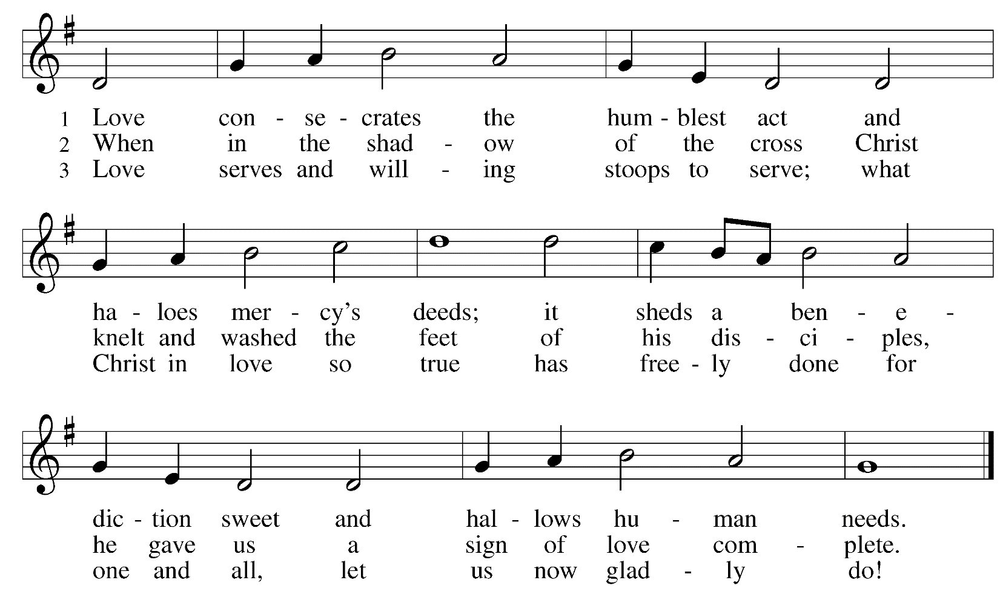 1 Love con - se - crates the hum - blest act and
2 When in the shad - ow of the cross Christ
3 Love serves and will - ing stoops to serve; what
ha - loes mer - cy’s deeds; it sheds a ben - e -
knelt and washed the feet of his dis - ci - ples,
Christ in love so true has free - ly done for
dic - tion sweet and hal - lows hu - man needs.
he gave us a sign of love com - plete.
one and all, let us now glad - ly do!